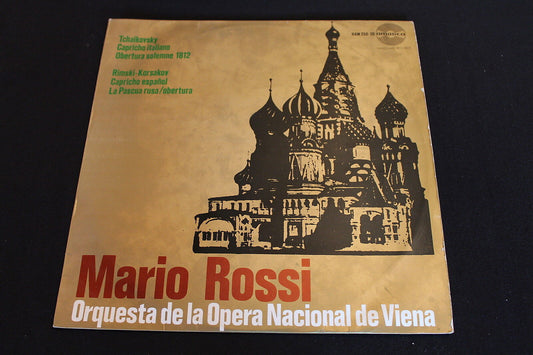 Tchaikovsky
Capricho italiano
Obertura solemne 1812
Rimski-Korsakov
Capricho español
La Pascua rusa/obertura
Mario Rossi
Orquesta de la Opera Nacional de Viena